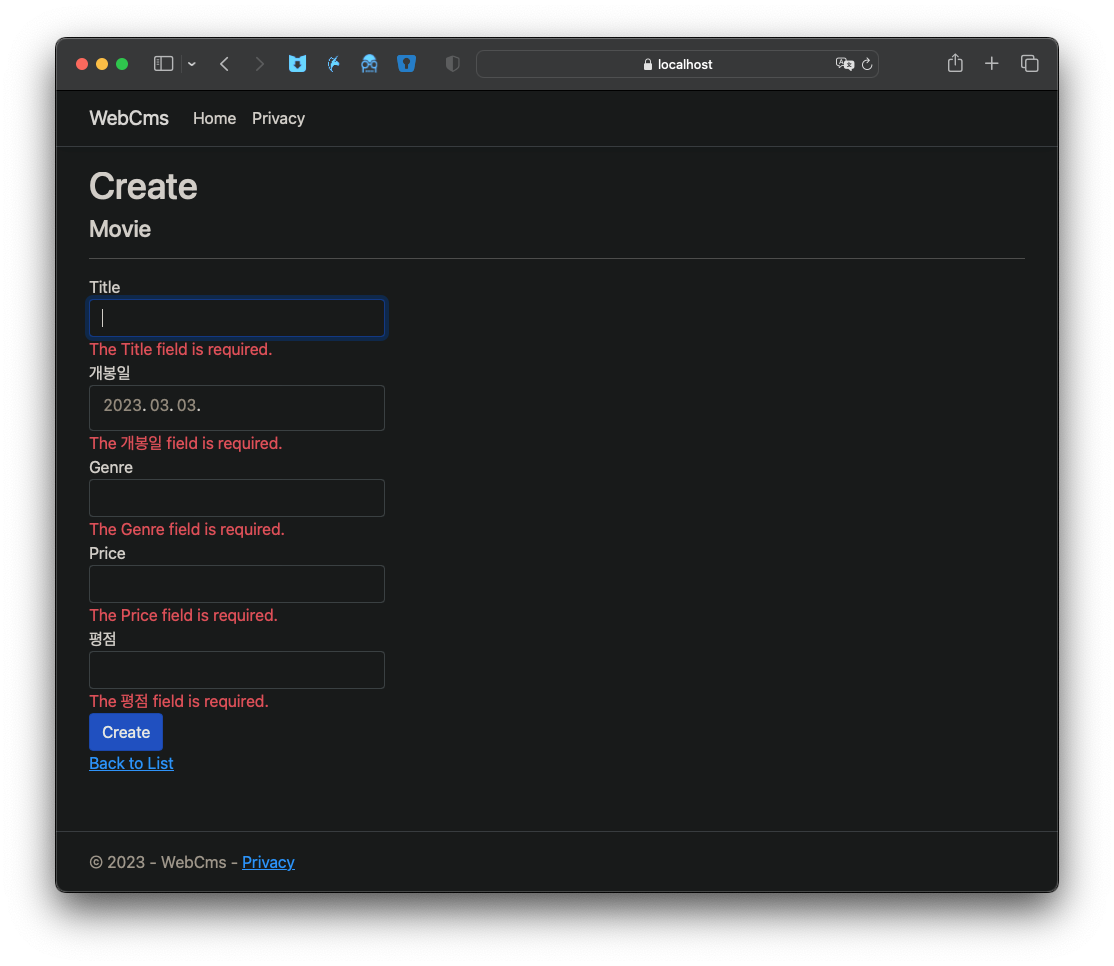 localhost
WebCms Home Privacy
Create
Movie
Title
The Title field is required.
개봉일
2023. 03. 03.
The 개봉일 field is required.
Genre
The Genre field is required.
Price
The Price field is required.
평점
The 평점 field is required.
Create
Back to List
© 2023 - WebCms - Privacy